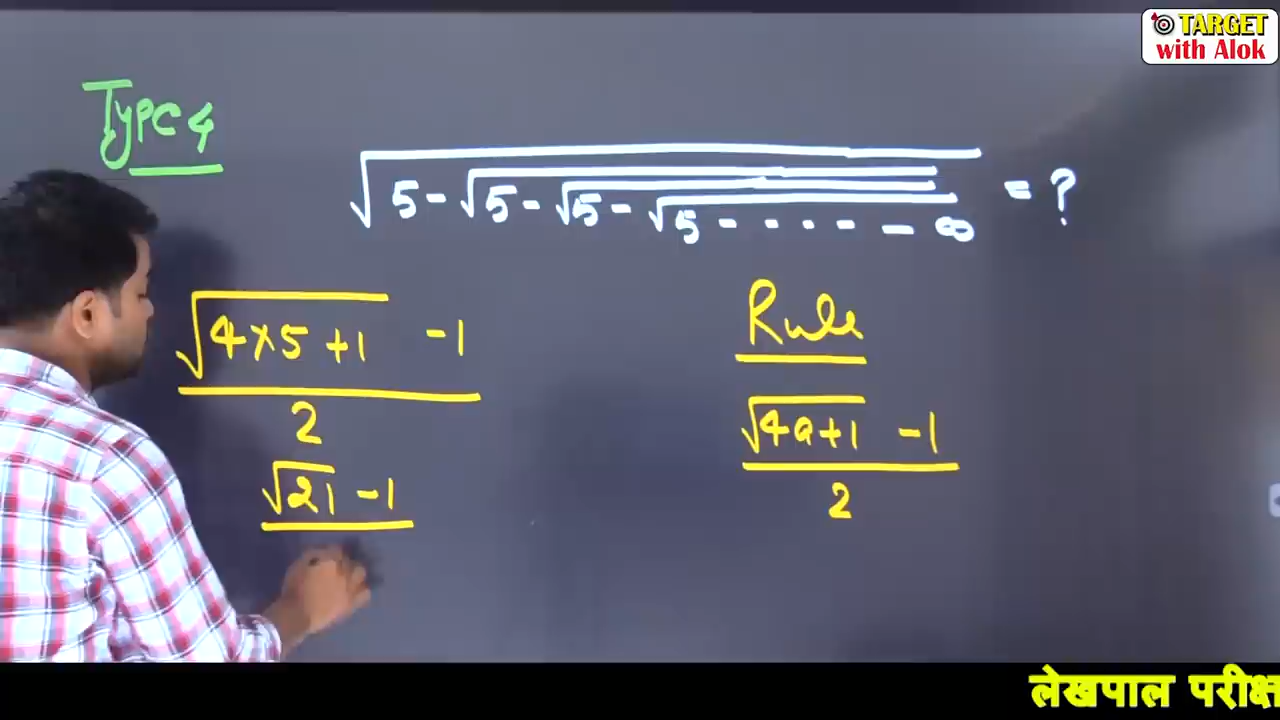 TARGET
with Alok
Type 4
√5-√5-√5-√5- - - - - ∞ = ?
Rule
√4×5+1 -1
2
√4a+1 -1
2
√21 -1
लेखपाल परीक्ष